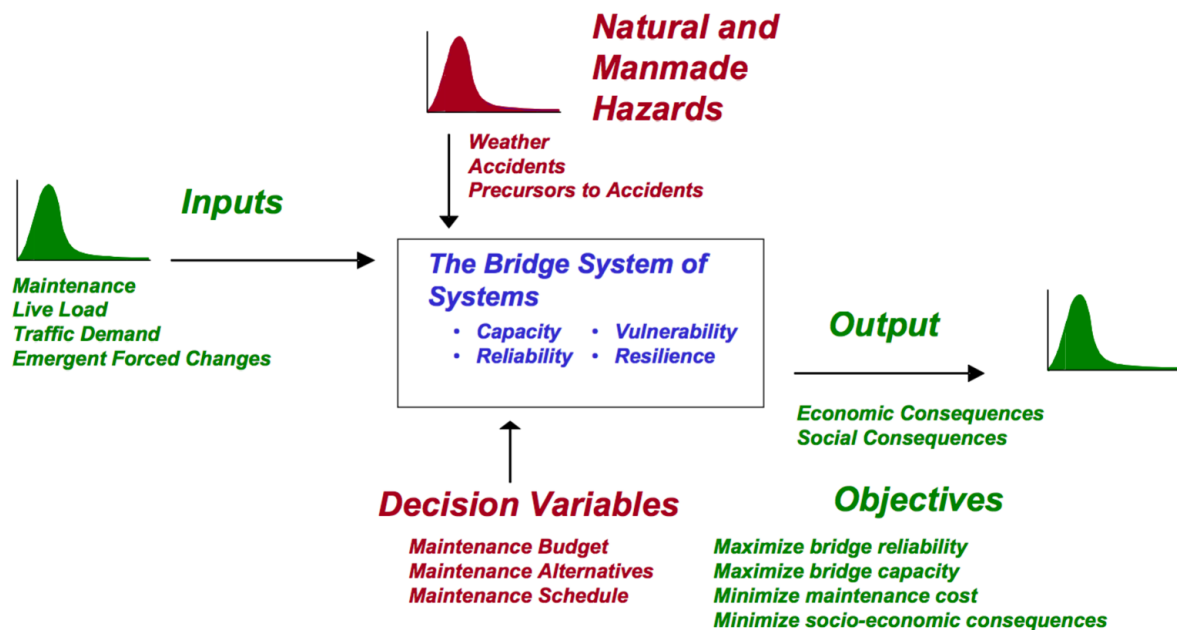 Natural and
Manmade
Hazards
Weather
Accidents
Precursors to Accidents
Inputs
Maintenance
Live Load
Traffic Demand
Emergent Forced Changes
The Bridge System of
Systems
• Capacity • Vulnerability
• Reliability • Resilience
Output
Economic Consequences
Social Consequences
Decision Variables
Maintenance Budget
Maintenance Alternatives
Maintenance Schedule
Objectives
Maximize bridge reliability
Maximize bridge capacity
Minimize maintenance cost
Minimize socio-economic consequences